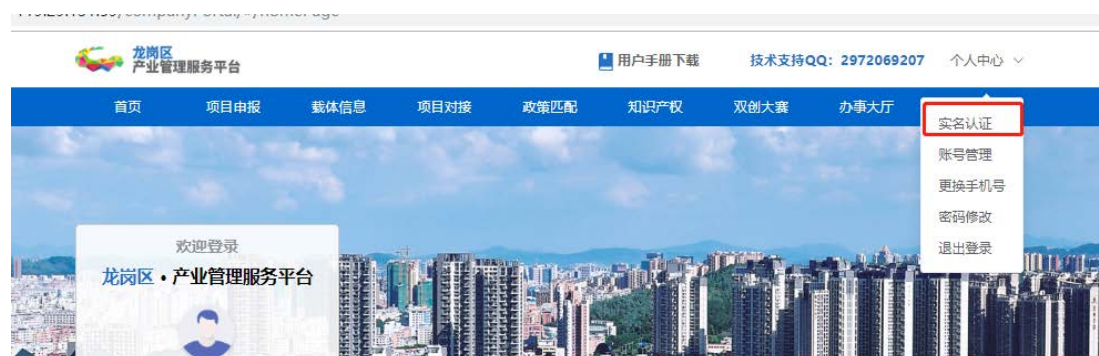 龙岗区
产业管理服务平台
用户手册下载 技术支持QQ：2972069207 个人中心
首页 项目申报 载体信息 项目对接 政策匹配 知识产权 双创大赛 办事大厅
实名认证
账号管理
更换手机号
密码修改
退出登录
欢迎登录
龙岗区 • 产业管理服务平台